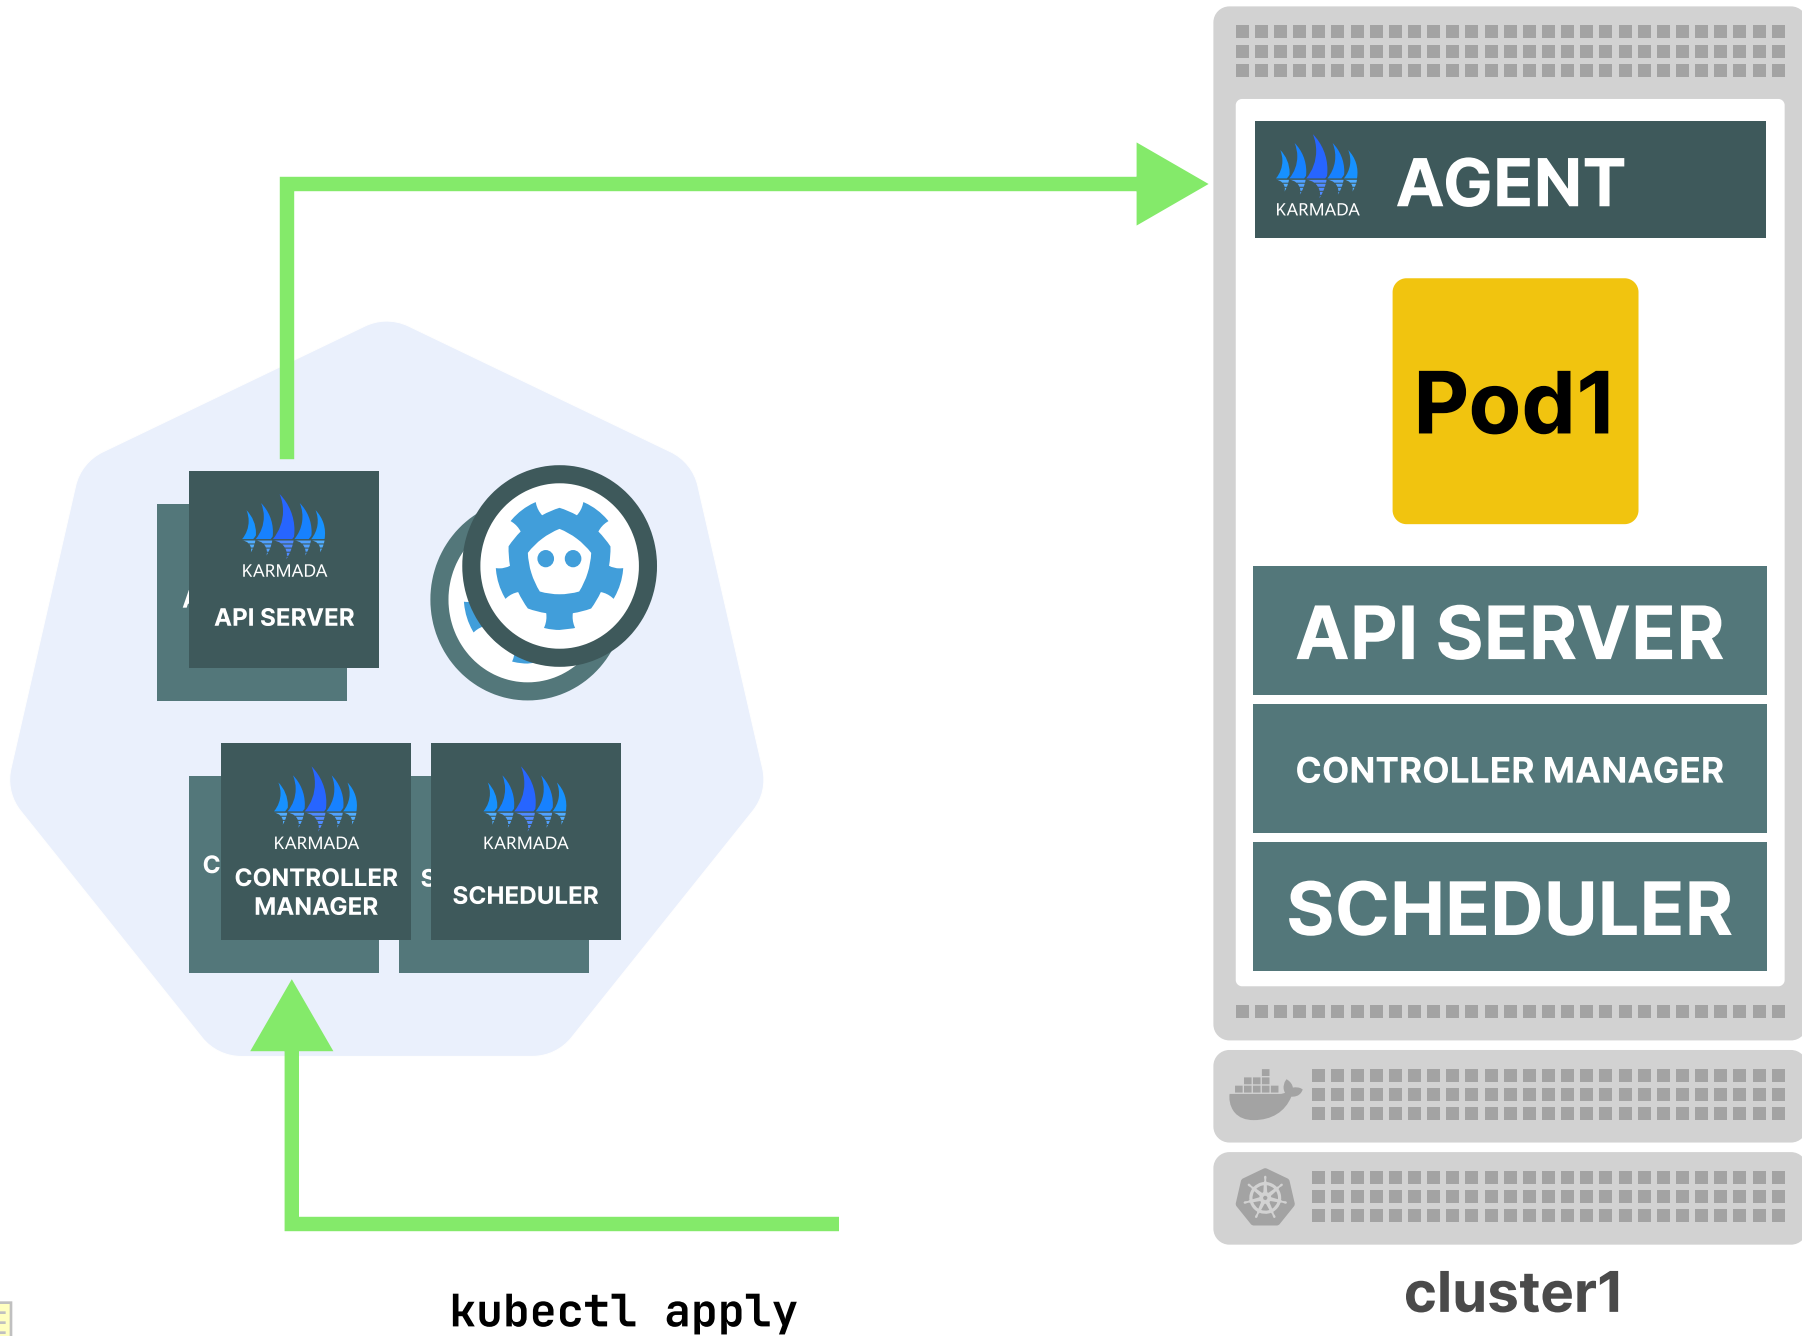 KARMADA
AGENT
Pod1
API SERVER
CONTROLLER MANAGER
SCHEDULER
cluster1
KARMADA
API SERVER
KARMADA
CONTROLLER
MANAGER
KARMADA
SCHEDULER
C
S
kubectl apply